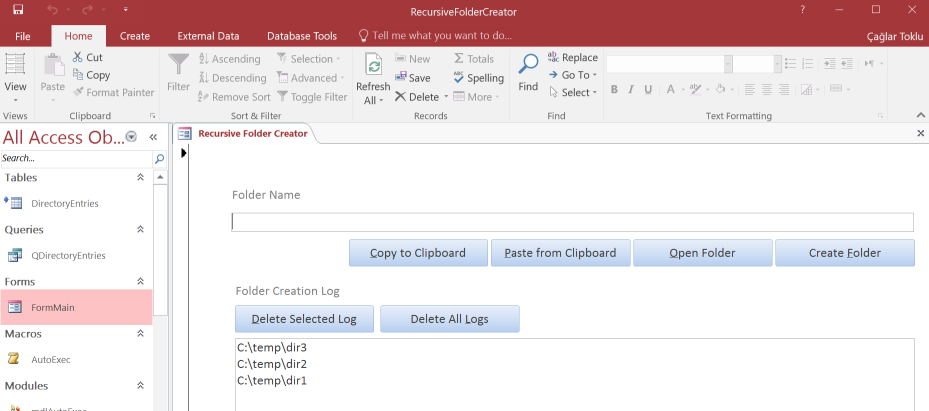 RecursiveFolderCreator
?
File Home Create External Data Database Tools Tell me what you want to do... Çağlar Toklu
View
Views
Paste
Cut
Copy
Format Painter
Clipboard
Filter
Ascending
Descending
Remove Sort
Selection
Advanced
Toggle Filter
Sort & Filter
Refresh
All
New
Save
Delete
Totals
Spelling
More
Records
Find
Replace
Go To
Select
Find
B I U A
Text Formatting
All Access Ob...
Search...
Tables
DirectoryEntries
Queries
QDirectoryEntries
Forms
FormMain
Macros
AutoExec
Modules
mdlAutoExec
Recursive Folder Creator
Folder Name
Copy to Clipboard Paste from Clipboard Open Folder Create Folder
Folder Creation Log
Delete Selected Log Delete All Logs
C:\temp\dir3
C:\temp\dir2
C:\temp\dir1